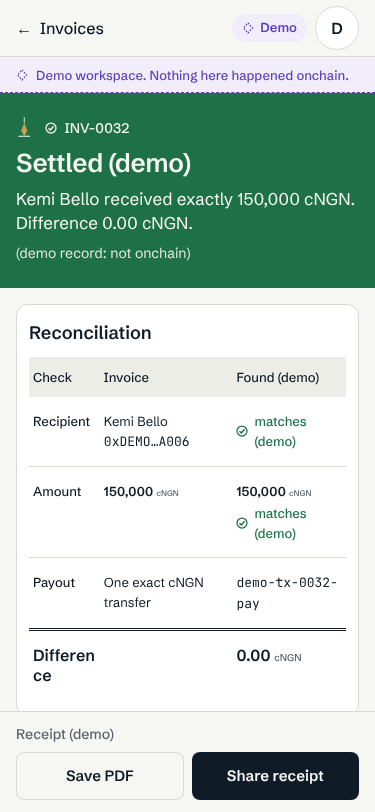 ← Invoices
Demo
D
Demo workspace. Nothing here happened onchain.
INV-0032
Settled (demo)
Kemi Bello received exactly 150,000 cNGN.
Difference 0.00 cNGN.
(demo record: not onchain)
Reconciliation
Check Invoice Found (demo)
Recipient Kemi Bello matches
0xDEMO…A006 (demo)
Amount 150,000 cNGN 150,000 cNGN
matches
(demo)
Payout One exact cNGN demo-tx-0032-
transfer pay
Differen 0.00 cNGN
ce
Receipt (demo)
Save PDF Share receipt